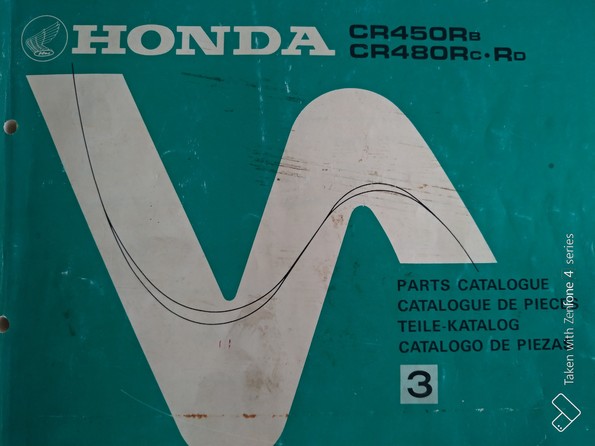 HONDA
CR450RB
CR480RC·RD
PARTS CATALOGUE
CATALOGUE DE PIECES
TEILE-KATALOG
CATALOGO DE PIEZAS
3
Taken with Zenfone 4 series